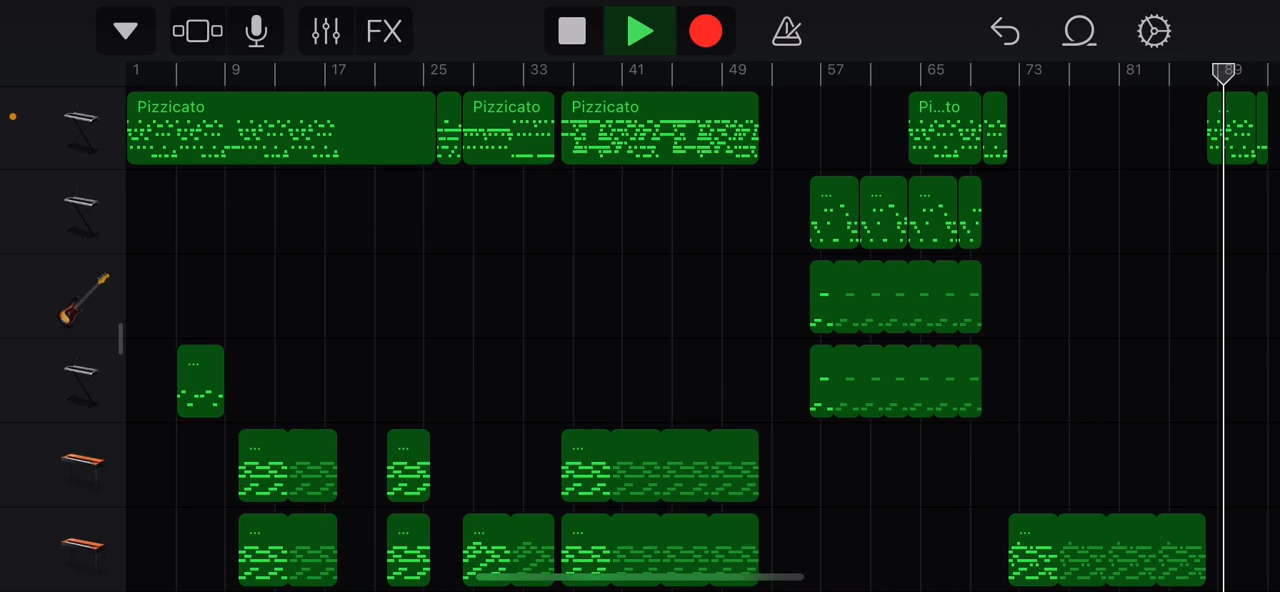 FX
1 9 17 25 33 41 49 57 65 73 81 89
Pizzicato Pizzicato Pizzicato Pi...to ...
... ... ...
...
... ... ...
... ... ... ... ...